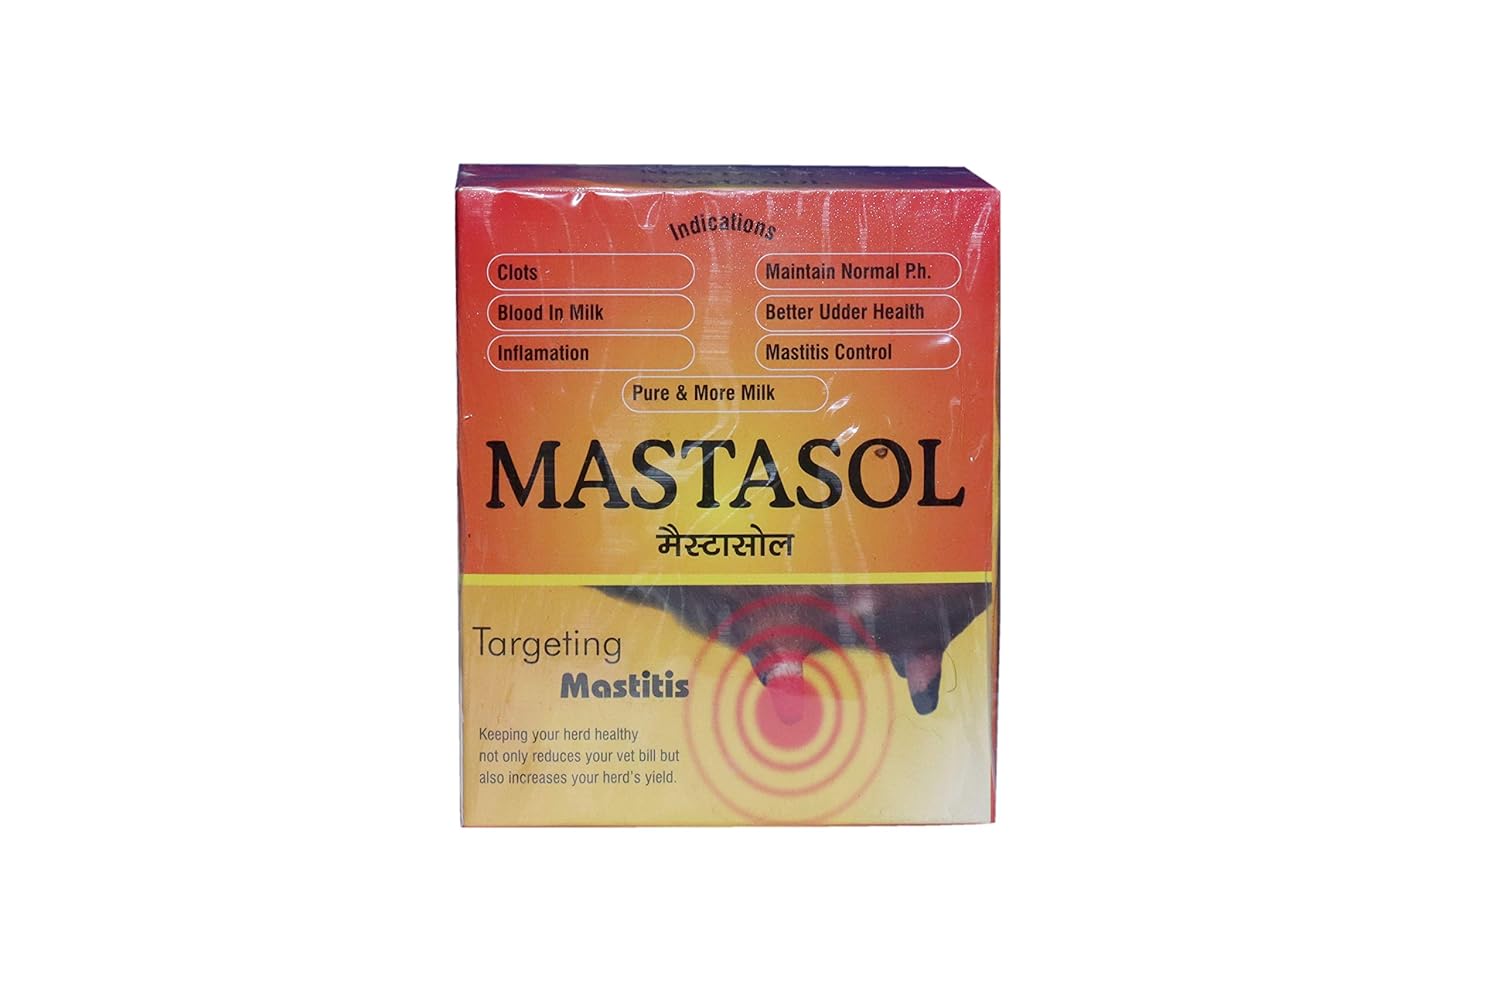 MASTASOL
Indications
Clots
Maintain Normal P.h.
Blood In Milk
Better Udder Health
Inflamation
Mastitis Control
Pure & More Milk
MASTASOL
मैस्टासोल
Targeting
Mastitis
Keeping your herd healthy
not only reduces your vet bill but
also increases your herd's yield.